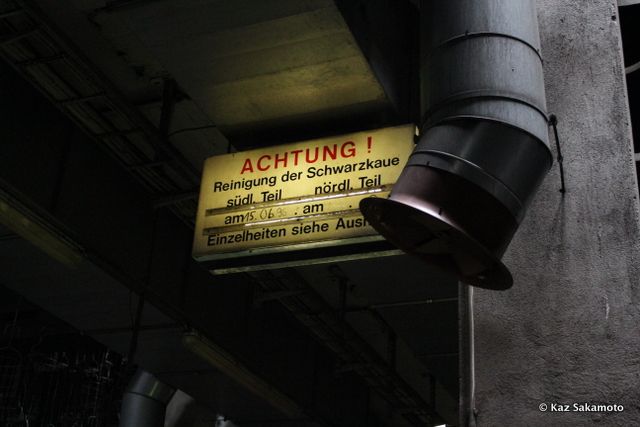 ACHTUNG !
Reinigung der Schwarzkaue
südl. Teil nördl. Teil
am 15.06. . am .
Einzelheiten siehe
© Kaz Sakamoto